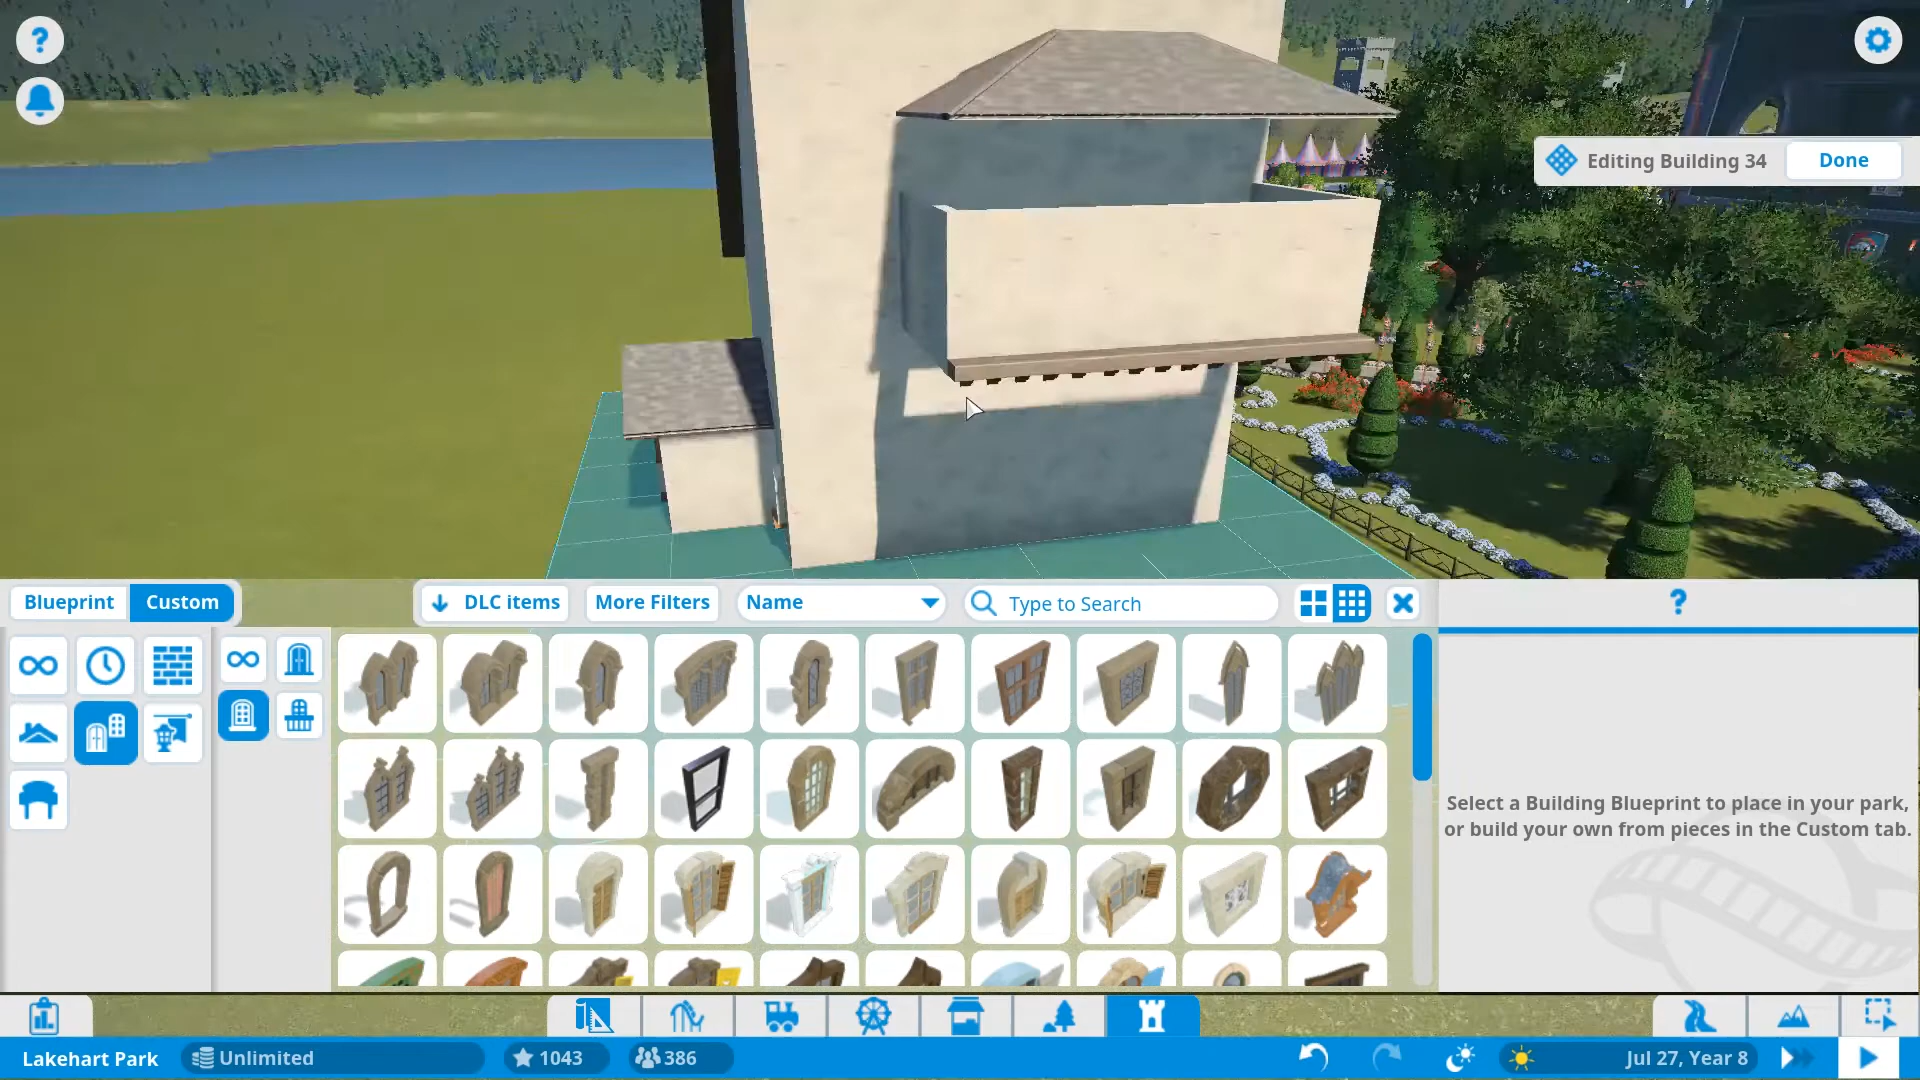 ?
Editing Building 34
Done
Blueprint
Custom
DLC items
More Filters
Name
Type to Search
?
Select a Building Blueprint to place in your park,
or build your own from pieces in the Custom tab.
Lakehart Park
Unlimited
1043
386
Jul 27, Year 8